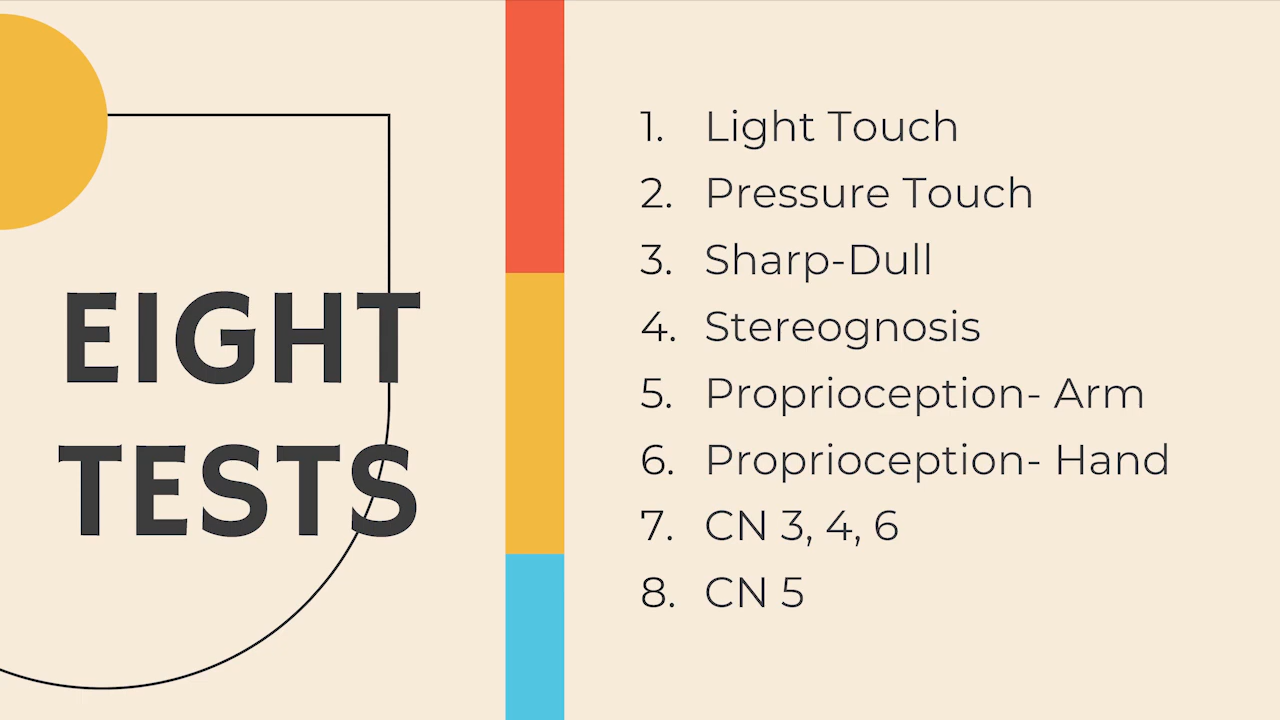 EIGHT
TESTS
1. Light Touch
2. Pressure Touch
3. Sharp-Dull
4. Stereognosis
5. Proprioception- Arm
6. Proprioception- Hand
7. CN 3, 4, 6
8. CN 5